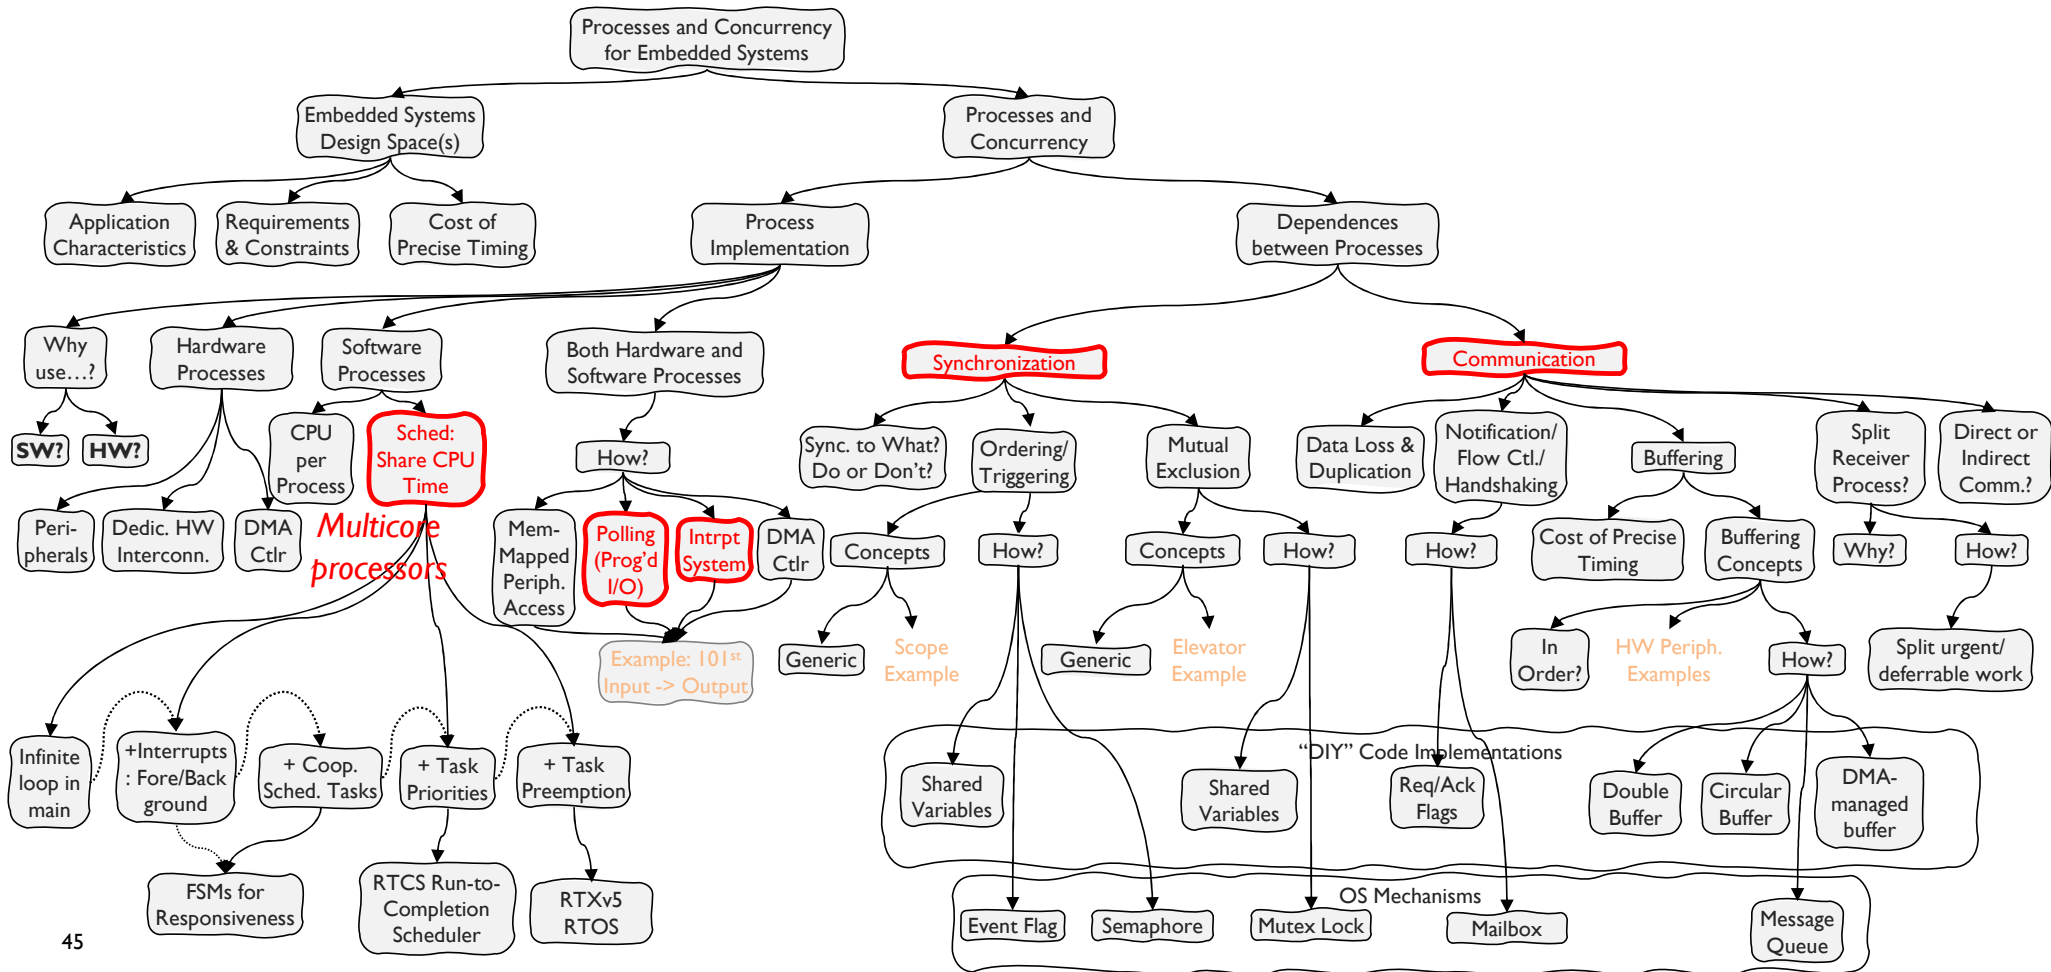 Processes and Concurrency
for Embedded Systems
Embedded Systems
Design Space(s)
Processes and
Concurrency
Application
Characteristics
Requirements
& Constraints
Cost of
Precise Timing
Process
Implementation
Dependences
between Processes
Why
use...?
Hardware
Processes
Software
Processes
Both Hardware and
Software Processes
Synchronization
Communication
SW?
HW?
CPU
per
Process
Sched:
Share CPU
Time
How?
Sync. to What?
Do or Don't?
Ordering/
Triggering
Mutual
Exclusion
Data Loss &
Duplication
Notification/
Flow Ctl./
Handshaking
Buffering
Split
Receiver
Process?
Direct or
Indirect
Comm.?
Peri-
pherals
Dedic. HW
Interconn.
DMA
Ctlr
Multicore
processors
Mem-
Mapped
Periph.
Access
Polling
(Prog'd
I/O)
Intrpt
System
DMA
Ctlr
Concepts
How?
Concepts
How?
How?
Cost of Precise
Timing
Buffering
Concepts
Why?
How?
Example: 101st
Input -> Output
Generic
Scope
Example
Generic
Elevator
Example
In
Order?
HW Periph.
Examples
How?
Split urgent/
deferrable work
Infinite
loop in
main
+Interrupts
: Fore/Back
ground
+ Coop.
Sched. Tasks
+ Task
Priorities
+ Task
Preemption
"DIY" Code Implementations
Shared
Variables
Shared
Variables
Req/Ack
Flags
Double
Buffer
Circular
Buffer
DMA-
managed
buffer
FSMs for
Responsiveness
RTCS Run-to-
Completion
Scheduler
RTXv5
RTOS
OS Mechanisms
Event Flag
Semaphore
Mutex Lock
Mailbox
Message
Queue
45